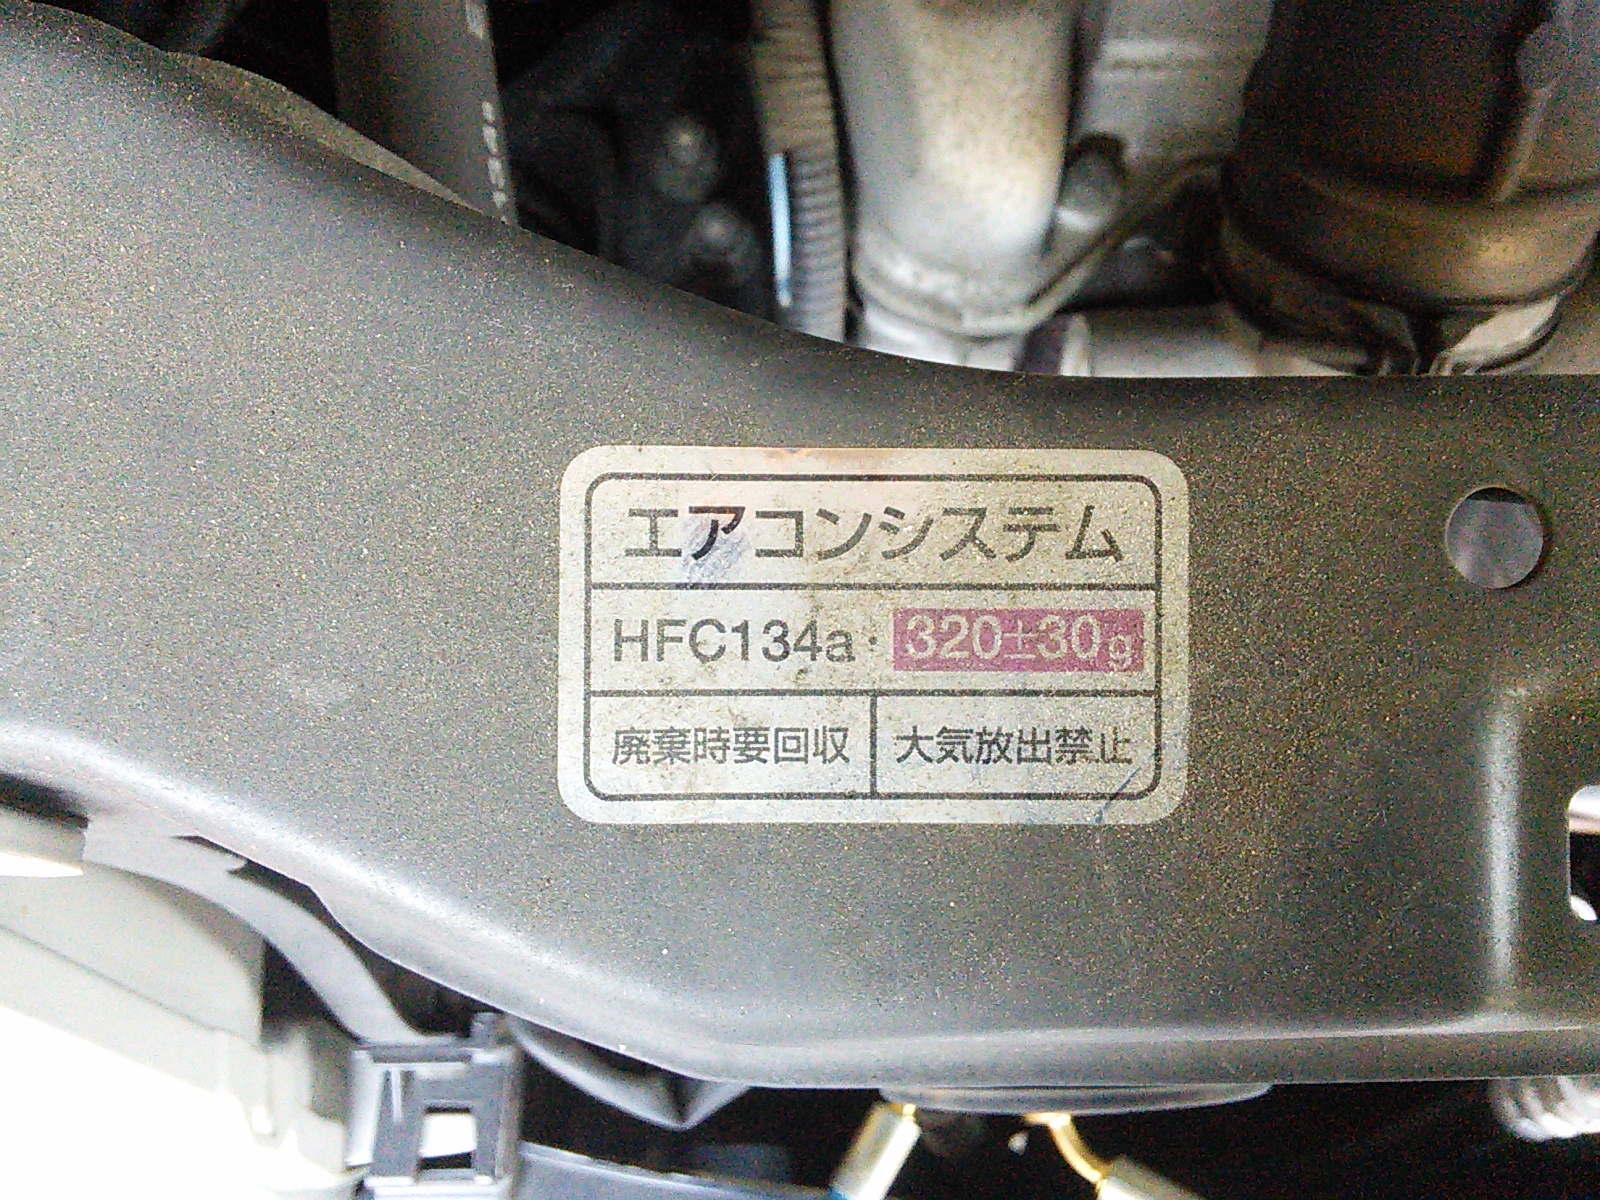 エアコンシステム
HFC134a・320±30g
廃棄時要回収
大気放出禁止